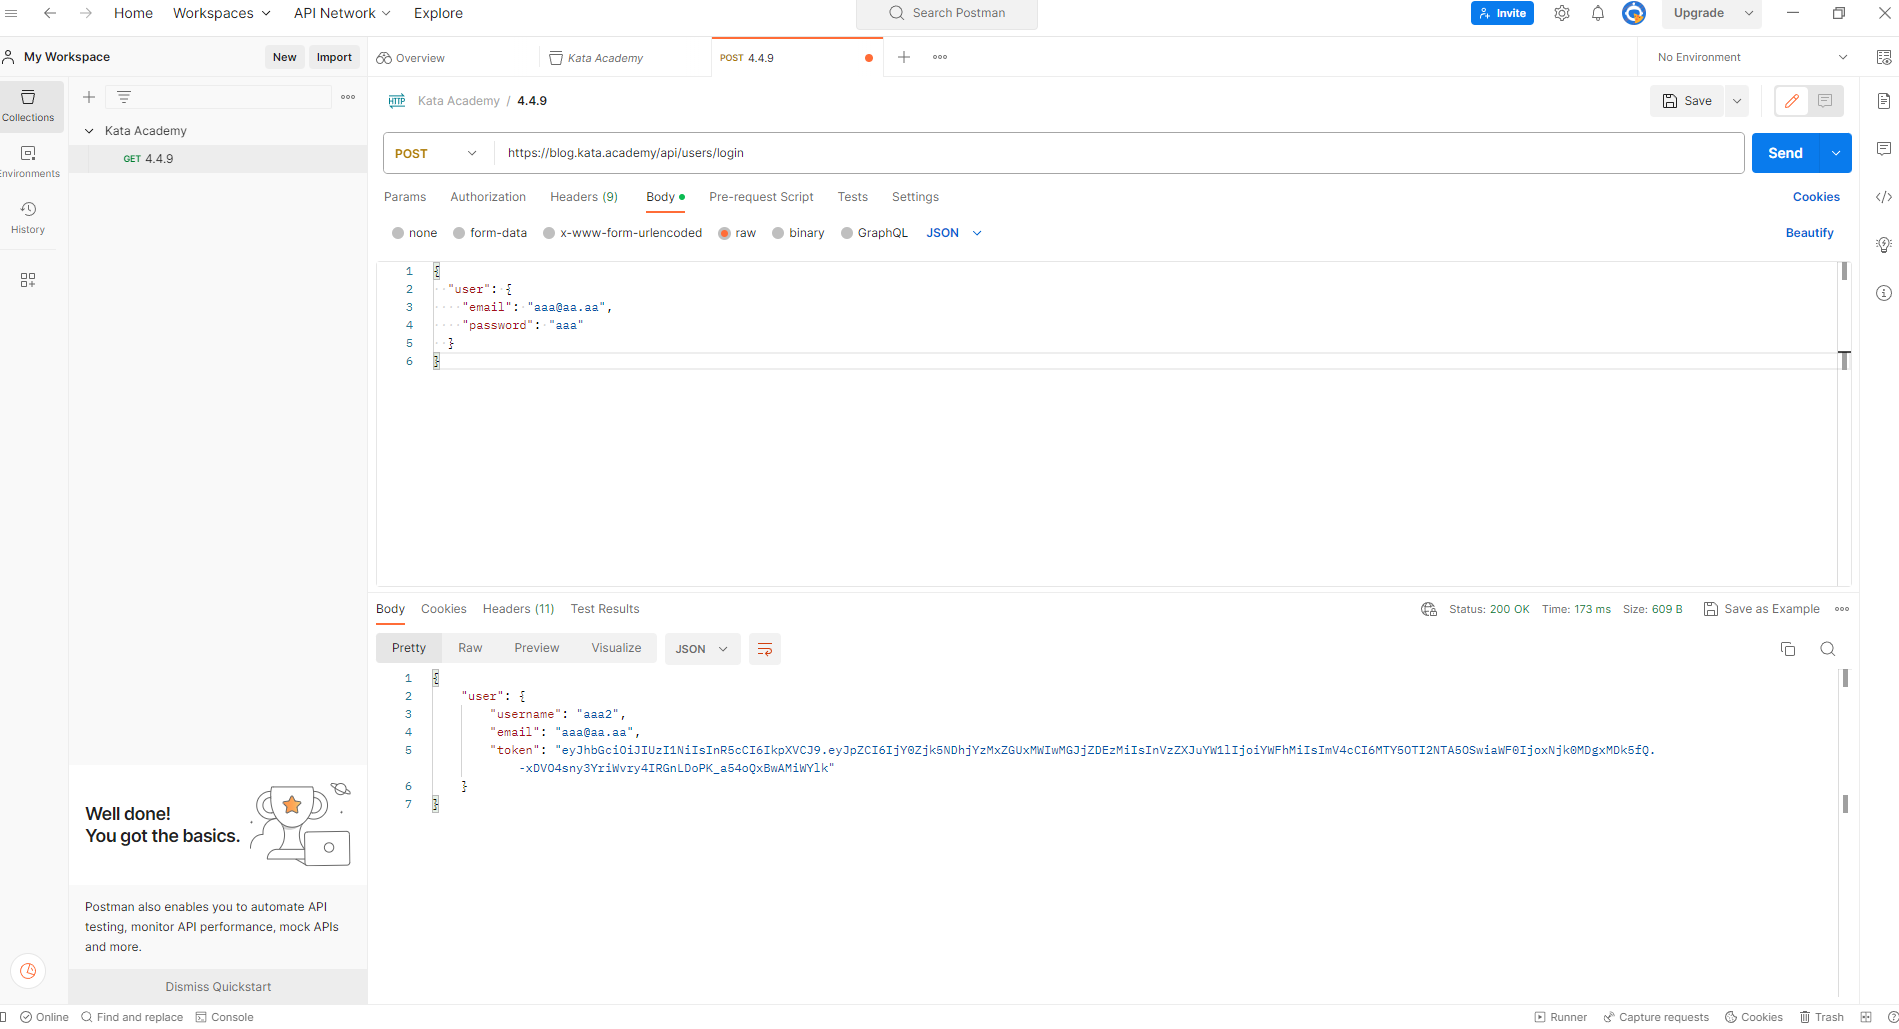 Home Workspaces API Network Explore Search Postman Invite Upgrade
My Workspace New Import Overview Kata Academy POST 4.4.9 No Environment
Collections
Environments
History
Kata Academy
GET 4.4.9
HTTP Kata Academy / 4.4.9 Save
POST https://blog.kata.academy/api/users/login Send
Params Authorization Headers (9) Body Pre-request Script Tests Settings Cookies
none form-data x-www-form-urlencoded raw binary GraphQL JSON Beautify
1 {
2 "user": {
3 "email": "aaa@aa.aa",
4 "password": "aaa"
5 }
6 }
Body Cookies Headers (11) Test Results Status: 200 OK Time: 173 ms Size: 609 B Save as Example
Pretty Raw Preview Visualize JSON
1 {
2 "user": {
3 "username": "aaa2",
4 "email": "aaa@aa.aa",
5 "token": "eyJhbGciOiJIUzI1NiIsInR5cCI6IkpXVCJ9.eyJpZCI6IjY0Zjk5NDhjYzMxZGUxMWIwMGJjZDEzMiIsInVzZXJuYW1lIjoiYWFhMiIsImV4cCI6MTY5OTI2NTA5OSwiaWF0IjoxNjk0MDgxMDk5fQ.
-xDVO4sny3YriWvry4IRGnLDoPK_a54oQxBwAMiWYlk"
6 }
7 }
Well done!
You got the basics.
Postman also enables you to automate API
testing, monitor API performance, mock APIs
and more.
Dismiss Quickstart
Online Find and replace Console Runner Capture requests Cookies Trash